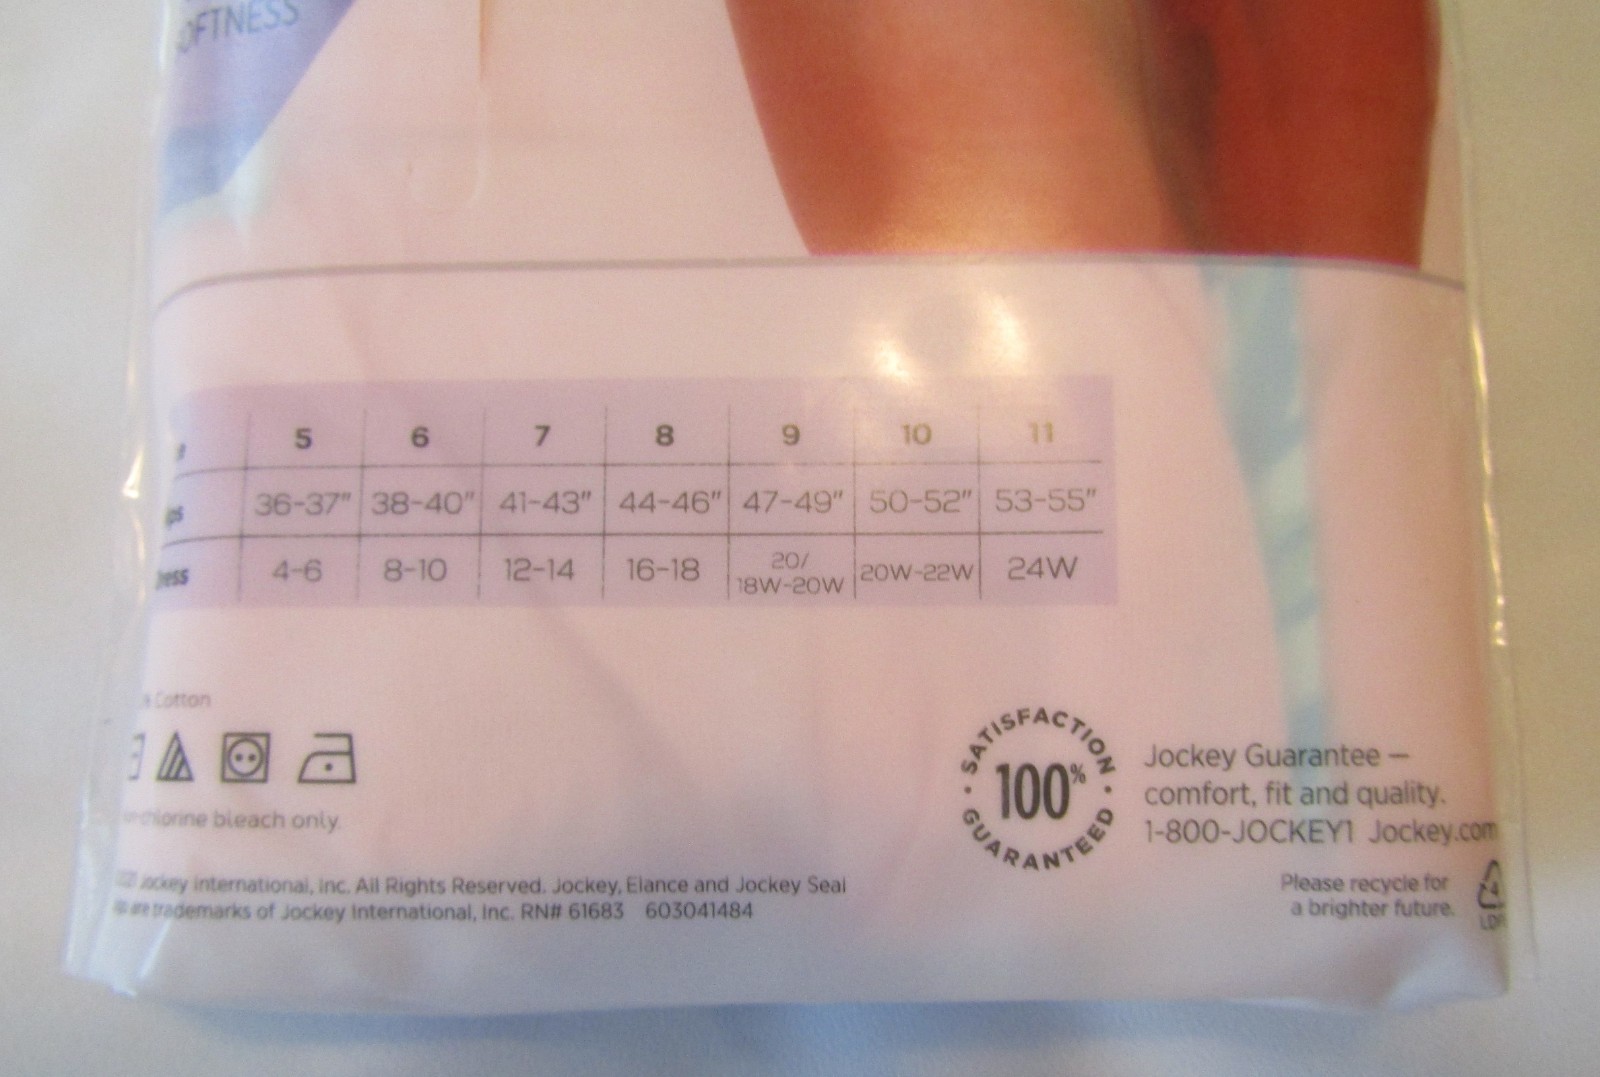 SOFTNESS
5 6 7 8 9 10 11
36-37" 38-40" 41-43" 44-46" 47-49" 50-52" 53-55"
Dress 4-6 8-10 12-14 16-18 20/ 18W-20W 20W-22W 24W
Cotton
SATISFACTION
100%
GUARANTEED
Jockey Guarantee —
comfort, fit and quality.
1-800-JOCKEY1 Jockey.com
chlorine bleach only.
Jockey International, Inc. All Rights Reserved. Jockey, Elance and Jockey Seal
are trademarks of Jockey International, Inc. RN# 61683 603041484
Please recycle for
a brighter future.
4